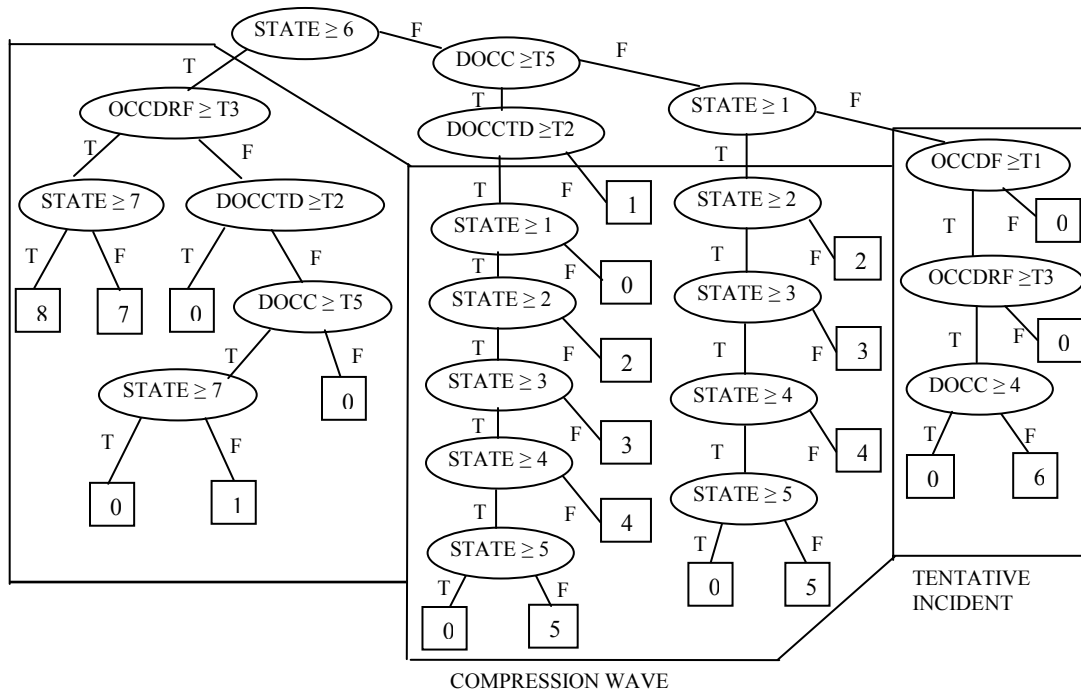 STATE ≥ 6
F
T
DOCC ≥T5
F
T
STATE ≥ 1
F
T
OCCDRF ≥ T3
T
F
DOCCTD ≥T2
T
F
1
OCCDF ≥T1
T
F
0
STATE ≥ 7
T
F
8
7
DOCCTD ≥T2
T
F
0
STATE ≥ 1
T
F
0
STATE ≥ 2
T
F
2
OCCDRF ≥T3
T
F
0
DOCC ≥ T5
T
F
0
STATE ≥ 2
T
F
2
STATE ≥ 3
T
F
3
STATE ≥ 7
T
F
0
1
STATE ≥ 3
T
F
3
STATE ≥ 4
T
F
4
DOCC ≥ 4
T
F
0
6
STATE ≥ 4
T
F
4
STATE ≥ 5
T
F
0
5
STATE ≥ 5
T
F
0
5
TENTATIVE
INCIDENT
COMPRESSION WAVE